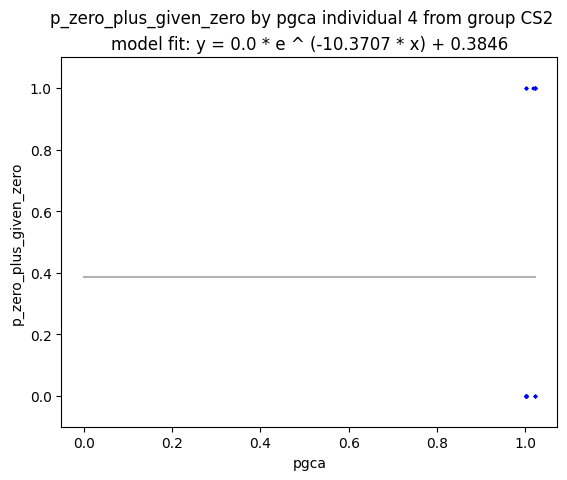 p_zero_plus_given_zero by pgca individual 4 from group CS2
model fit: y = 0.0 * e ^ (-10.3707 * x) + 0.3846
1.0
0.8
0.6
0.4
0.2
0.0
p_zero_plus_given_zero
0.0 0.2 0.4 0.6 0.8 1.0
pgca